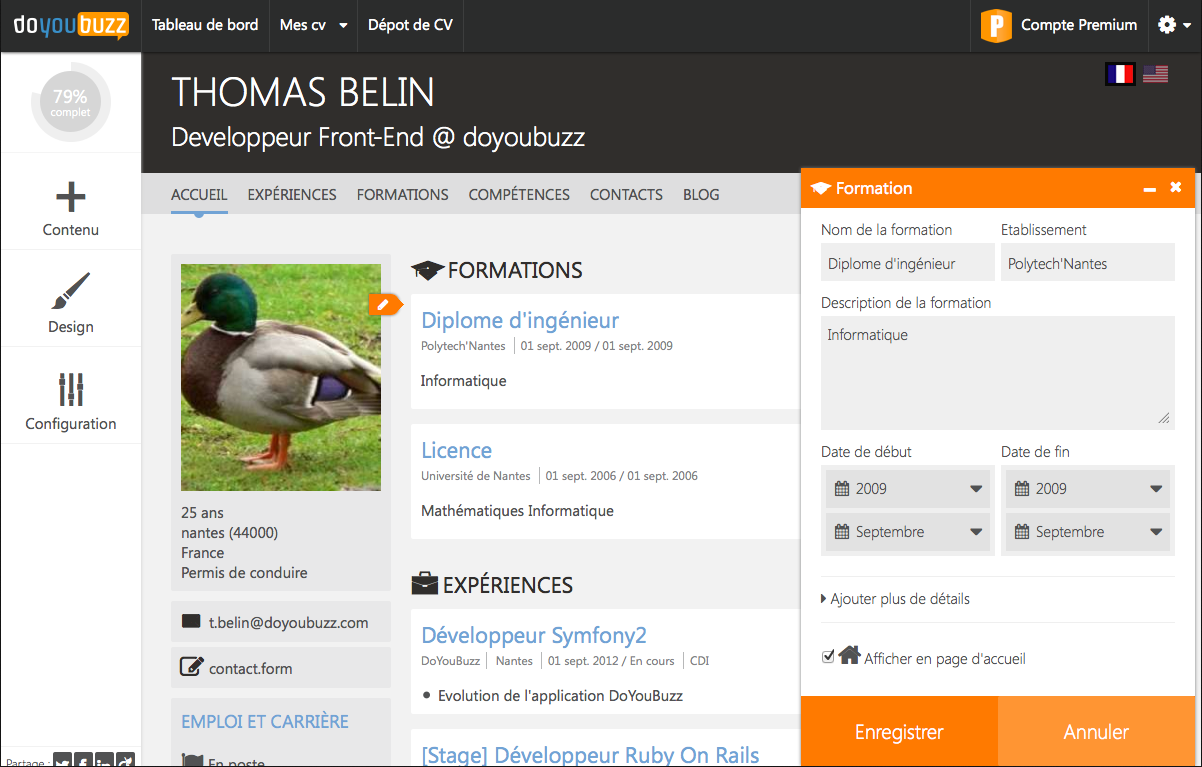 doyoubuzz
Tableau de bord
Mes cv
Dépot de CV
P
Compte Premium
79%
complet
Contenu
Design
Configuration
Partage :
THOMAS BELIN
Developpeur Front-End @ doyoubuzz
ACCUEIL EXPÉRIENCES FORMATIONS COMPÉTENCES CONTACTS BLOG
25 ans
nantes (44000)
France
Permis de conduire
t.belin@doyoubuzz.com
contact.form
EMPLOI ET CARRIÈRE
En poste
FORMATIONS
Diplome d'ingénieur
Polytech'Nantes | 01 sept. 2009 / 01 sept. 2009
Informatique
Licence
Université de Nantes | 01 sept. 2006 / 01 sept. 2006
Mathématiques Informatique
EXPÉRIENCES
Développeur Symfony2
DoYouBuzz | Nantes | 01 sept. 2012 / En cours | CDI
• Evolution de l'application DoYouBuzz
[Stage] Développeur Ruby On Rails
Formation
Nom de la formation Etablissement
Diplome d'ingénieur Polytech'Nantes
Description de la formation
Informatique
Date de début Date de fin
2009 2009
Septembre Septembre
Ajouter plus de détails
Afficher en page d'accueil
Enregistrer Annuler